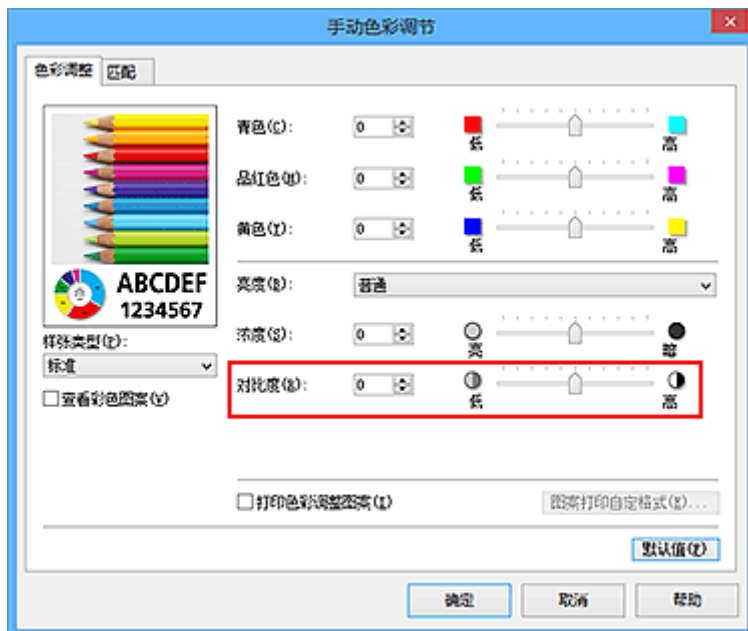 手动色彩调节
色彩调整 匹配
青色(C): 0 低 高
品红色(M): 0 低 高
黄色(Y): 0 低 高
ABCDEF
1234567
亮度(B): 普通
样张类型(P):
标准
浓度(S): 0 亮 暗
对比度(R): 0 低 高
查看彩色图案(V)
打印色彩调整图案(I) 图案打印自定格式(E)...
默认值(F)
确定 取消 帮助